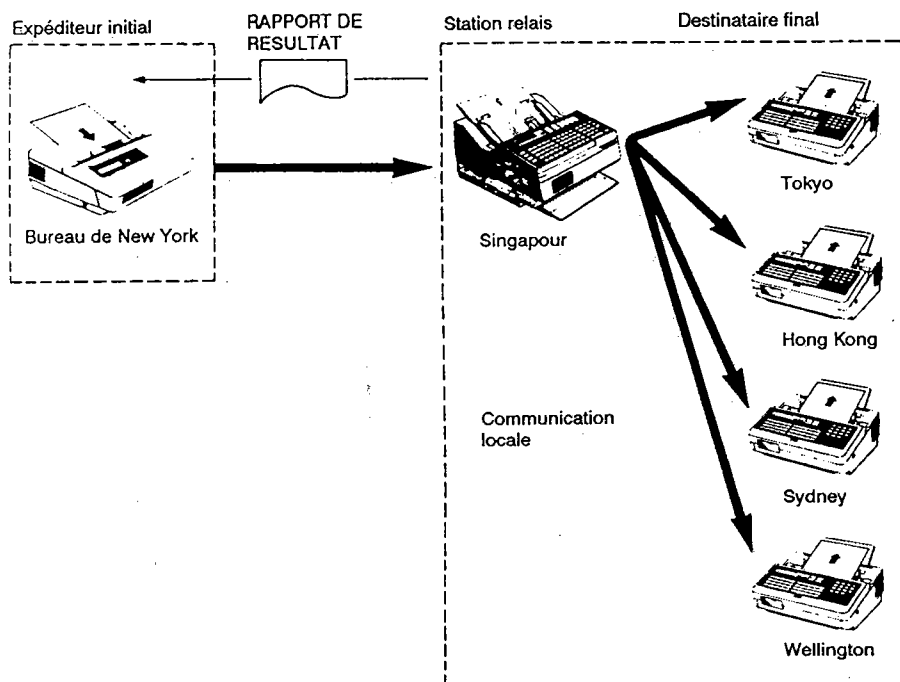 Expéditeur initial
RAPPORT DE
RESULTAT
Station relais
Destinataire final
Bureau de New York
Singapour
Tokyo
Hong Kong
Communication
locale
Sydney
Wellington